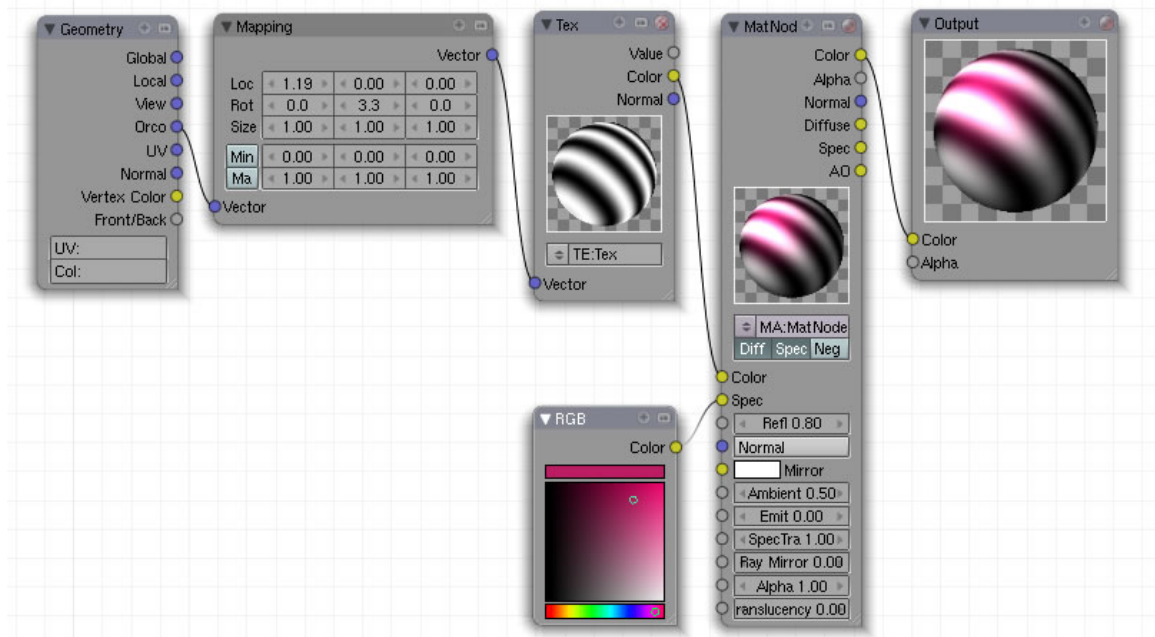 Geometry
Global
Local
View
Orco
UV
Normal
Vertex Color
Front/Back
UV:
Col:
Mapping
Vector
Loc 1.19 0.00 0.00
Rot 0.0 3.3 0.0
Size 1.00 1.00 1.00
Min 0.00 0.00 0.00
Ma 1.00 1.00 1.00
Vector
Tex
Value
Color
Normal
TE:Tex
Vector
RGB
Color
MatNod
Color
Alpha
Normal
Diffuse
Spec
AO
MA:MatNode
Diff Spec Neg
Color
Spec
Refl 0.80
Normal
Mirror
Ambient 0.50
Emit 0.00
SpecTra 1.00
Ray Mirror 0.00
Alpha 1.00
ranslucency 0.00
Output
Color
Alpha